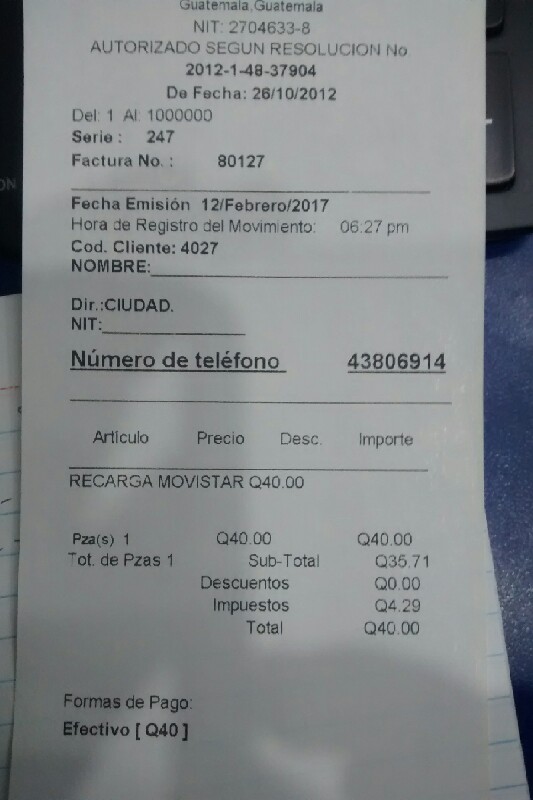 Guatemala,Guatemala
NIT: 2704633-8
AUTORIZADO SEGUN RESOLUCION No
2012-1-48-37904
De Fecha: 26/10/2012
Del: 1 Al: 1000000
Serie : 247
Factura No. : 80127
Fecha Emisión 12/Febrero/2017
Hora de Registro del Movimiento: 06:27 pm
Cod. Cliente: 4027
NOMBRE:
Dir.:CIUDAD.
NIT:
Número de teléfono 43806914
Artículo Precio Desc. Importe
RECARGA MOVISTAR Q40.00
Pza(s) 1 Q40.00 Q40.00
Tot. de Pzas 1 Sub-Total Q35.71
Descuentos Q0.00
Impuestos Q4.29
Total Q40.00
Formas de Pago:
Efectivo [ Q40 ]